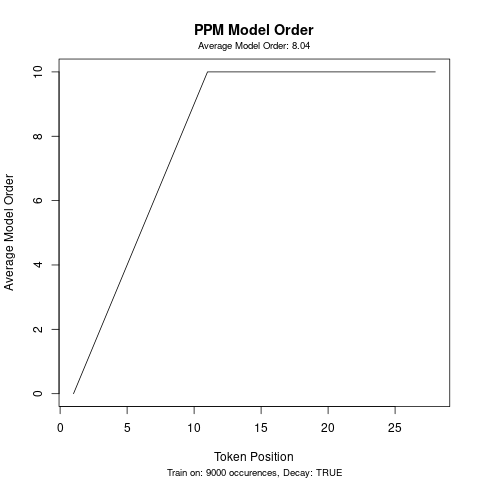 PPM Model Order
Average Model Order: 8.04
10
8
6
4
2
0
Average Model Order
0 5 10 15 20 25
Token Position
Train on: 9000 occurences, Decay: TRUE